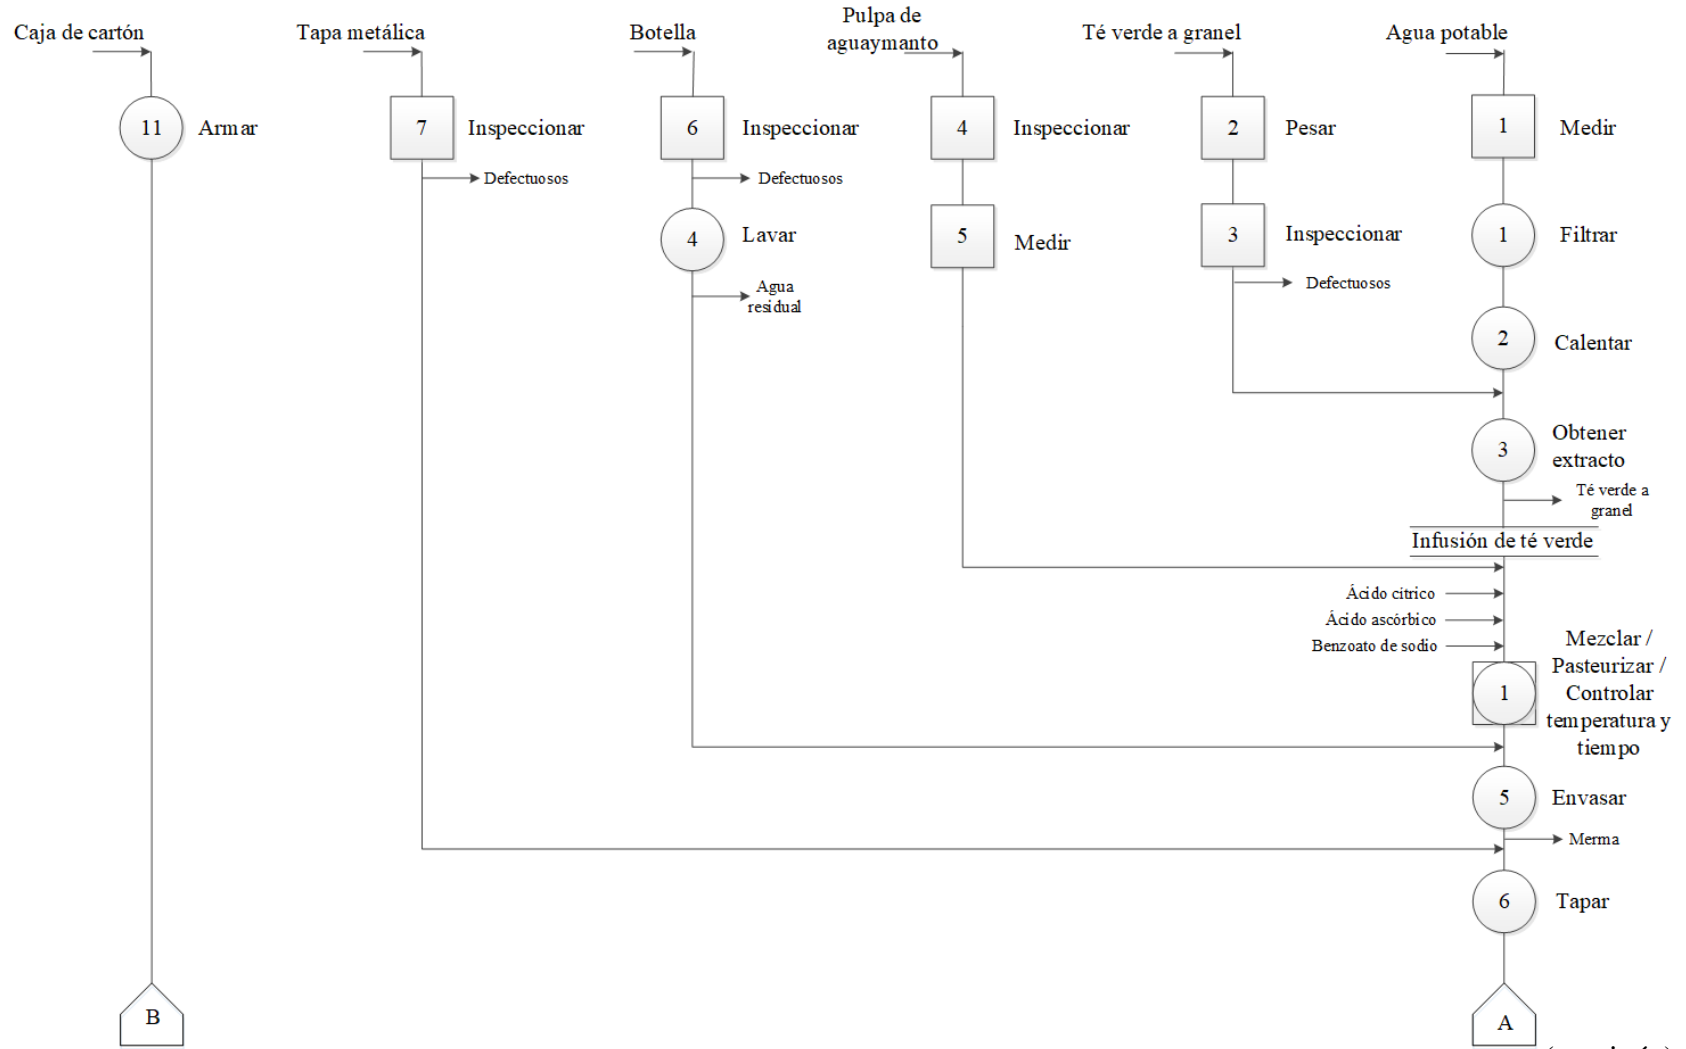 Caja de cartón
Tapa metálica
Botella
Pulpa de
aguaymanto
Té verde a granel
Agua potable
11
Armar
7
Inspeccionar
6
Inspeccionar
4
Inspeccionar
2
Pesar
1
Medir
Defectuosos
Defectuosos
4
Lavar
5
Medir
3
Inspeccionar
1
Filtrar
Defectuosos
Agua
residual
2
Calentar
3
Obtener
extracto
Té verde a
granel
Infusión de té verde
Ácido cítrico
Ácido ascórbico
Benzoato de sodio
1
Mezclar /
Pasteurizar /
Controlar
temperatura y
tiempo
5
Envasar
Merma
6
Tapar
B
A